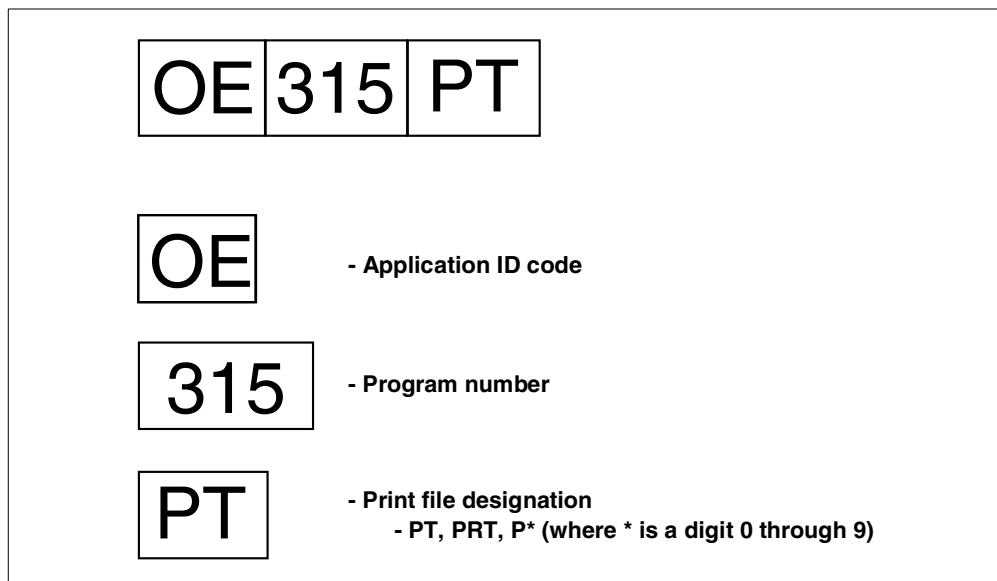 OE 315 PT
OE - Application ID code
315 - Program number
PT - Print file designation
- PT, PRT, P* (where * is a digit 0 through 9)